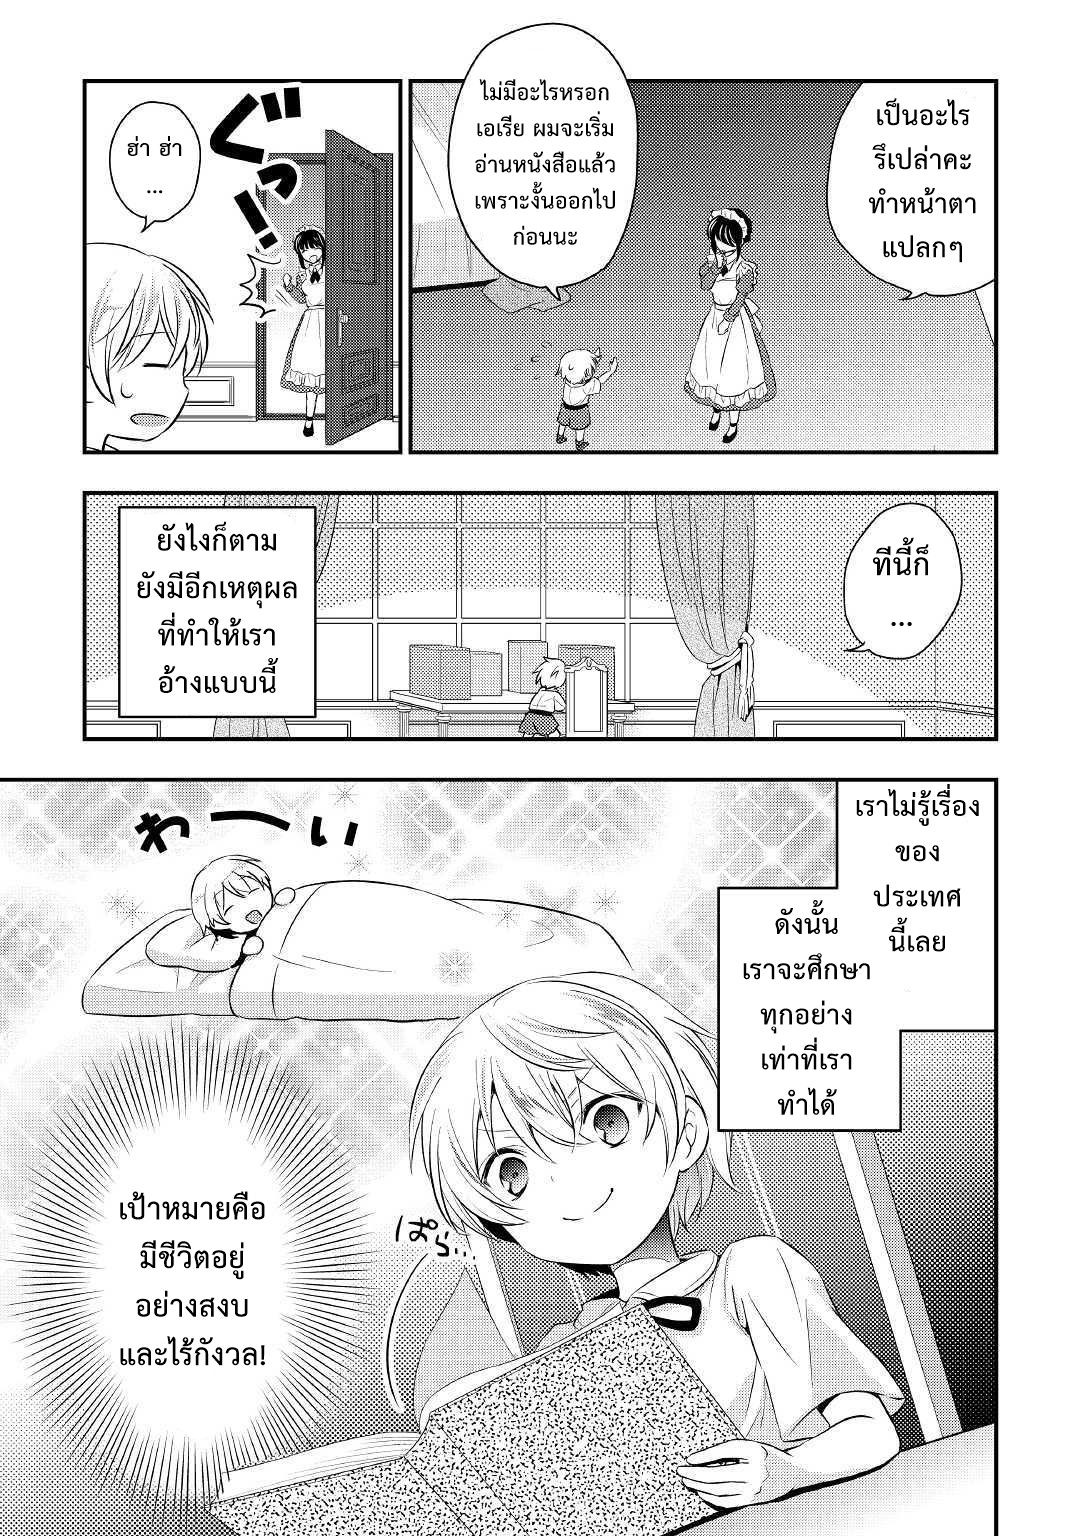 เป็นอะไร
รึเปล่าคะ
ทำหน้าตา
แปลกๆ
ไม่มีอะไรหรอก
เอเรีย ผมจะเริ่ม
อ่านหนังสือแล้ว
เพราะงั้นออกไป
ก่อนนะ
ぐっ!
ฮ่า ฮ่า
...
ทีนี้ก็
...
ยังไงก็ตาม
ยังมีอีกเหตุผล
ที่ทำให้เรา
อ้างแบบนี้
เราไม่รู้เรื่อง
ของ
ประเทศ
นี้เลย
ดังนั้น
เราจะศึกษา
ทุกอย่าง
เท่าที่เรา
ทำได้
わーい
ぱら...
เป้าหมายคือ
มีชีวิตอยู่
อย่างสงบ
และไร้กังวล!